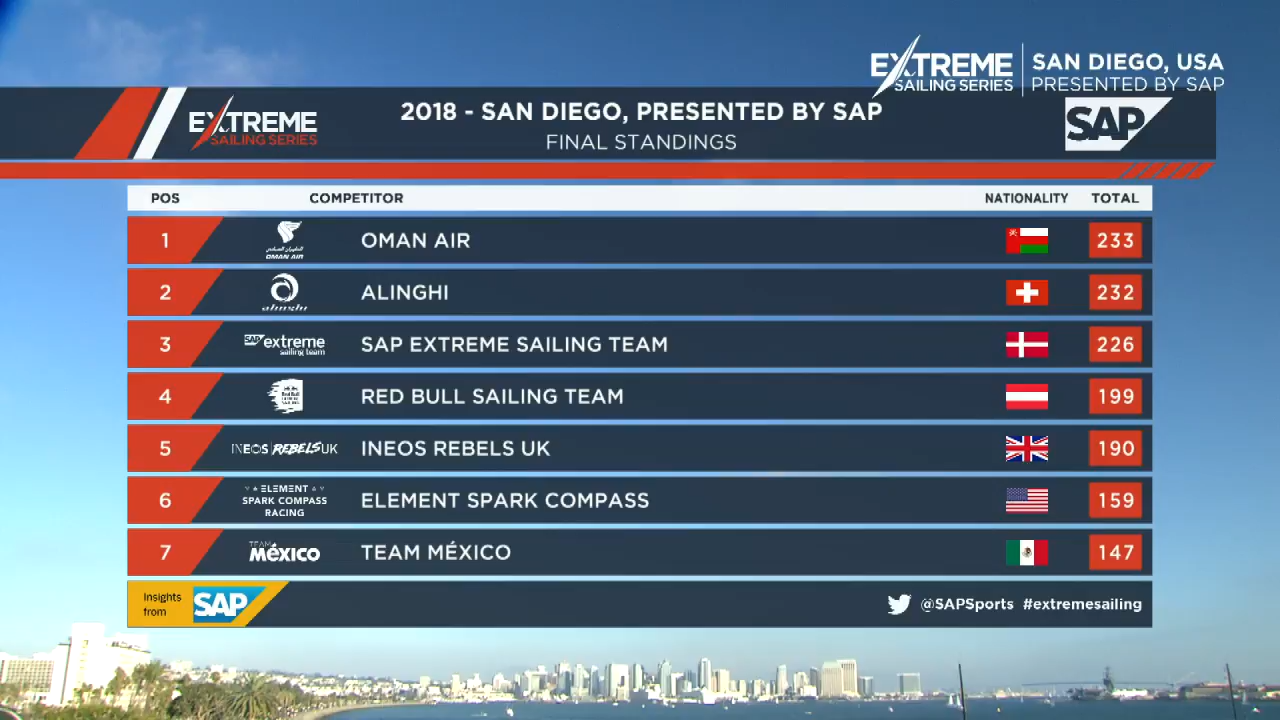 EXTREME
SAILING SERIES
SAN DIEGO, USA
PRESENTED BY SAP
EXTREME
SAILING SERIES
2018 - SAN DIEGO, PRESENTED BY SAP
FINAL STANDINGS
SAP
POS COMPETITOR NATIONALITY TOTAL
1 OMAN AIR OMAN AIR 233
2 alinghi ALINGHI 232
3 SAP extreme sailing team SAP EXTREME SAILING TEAM 226
4 RED BULL SAILING TEAM 199
5 INEOS REBELS UK INEOS REBELS UK 190
6 ELEMENT SPARK COMPASS RACING ELEMENT SPARK COMPASS 159
7 TEAM MÉXICO TEAM MÉXICO 147
Insights from SAP @SAPSports #extremesailing